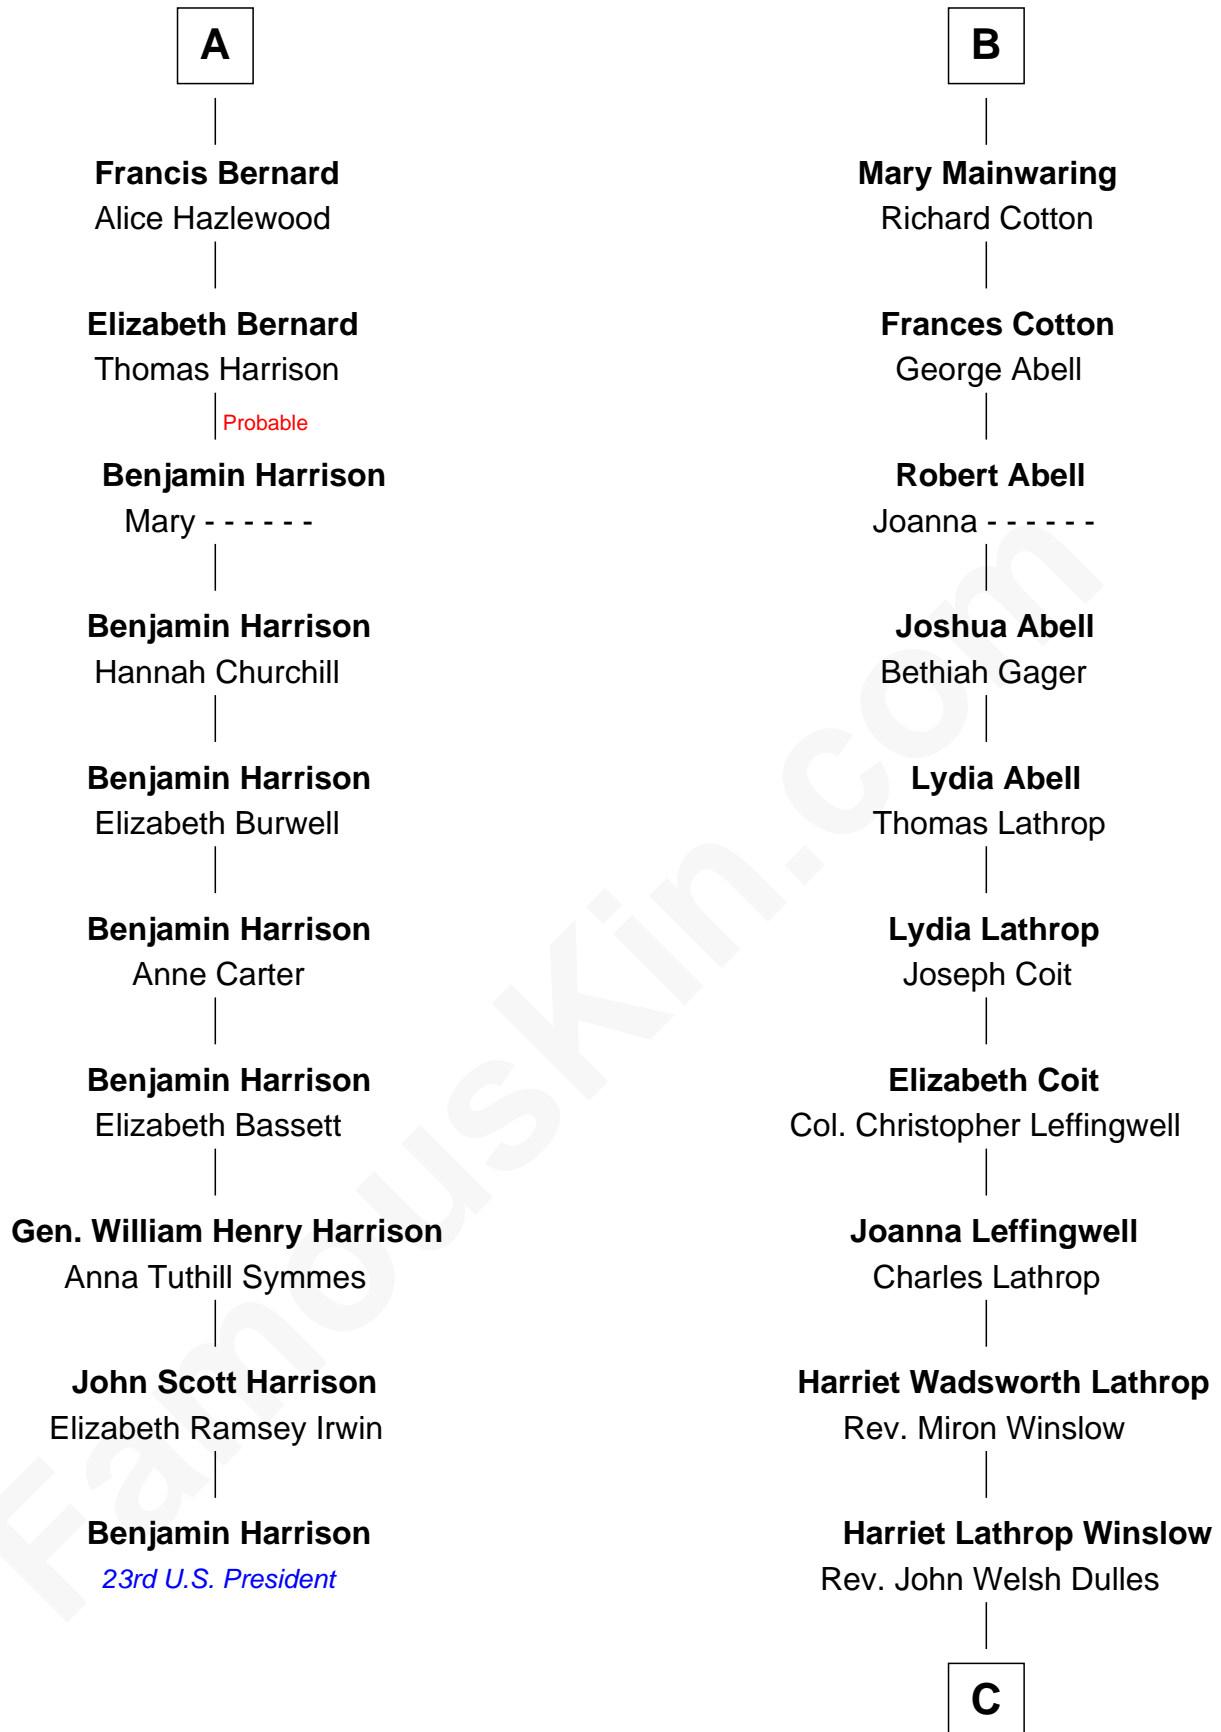 A
Francis Bernard
Alice Hazlewood
Elizabeth Bernard
Thomas Harrison
Probable
Benjamin Harrison
Mary - - - - - -
Benjamin Harrison
Hannah Churchill
Benjamin Harrison
Elizabeth Burwell
Benjamin Harrison
Anne Carter
Benjamin Harrison
Elizabeth Bassett
Gen. William Henry Harrison
Anna Tuthill Symmes
John Scott Harrison
Elizabeth Ramsey Irwin
Benjamin Harrison
23rd U.S. President
B
Mary Mainwaring
Richard Cotton
Frances Cotton
George Abell
Robert Abell
Joanna - - - - - -
Joshua Abell
Bethiah Gager
Lydia Abell
Thomas Lathrop
Lydia Lathrop
Joseph Coit
Elizabeth Coit
Col. Christopher Leffingwell
Joanna Leffingwell
Charles Lathrop
Harriet Wadsworth Lathrop
Rev. Miron Winslow
Harriet Lathrop Winslow
Rev. John Welsh Dulles
C
FamousKin.com